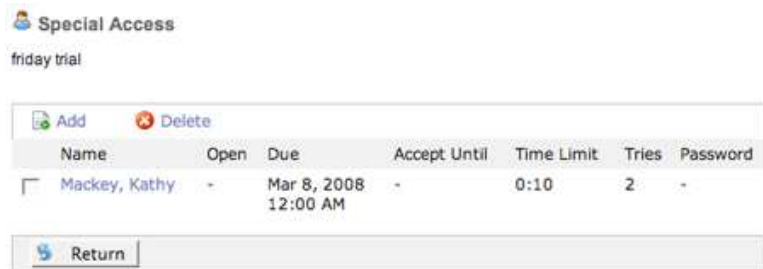 Special Access
friday trial
Add Delete
Name Open Due Accept Until Time Limit Tries Password
Mackey, Kathy - Mar 8, 2008 - 0:10 2 -
12:00 AM
Return